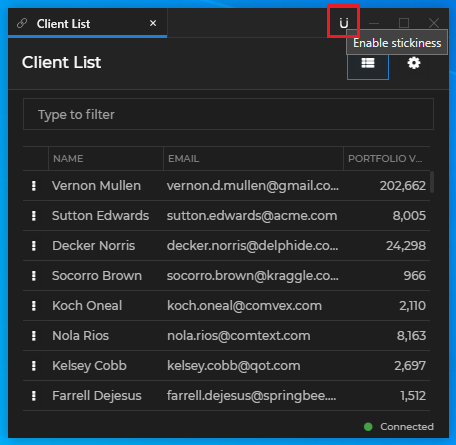 Client List
Enable stickiness
Client List
Type to filter
NAME EMAIL PORTFOLIO V...
Vernon Mullen vernon.d.mullen@gmail.co... 202,662
Sutton Edwards sutton.edwards@acme.com 8,005
Decker Norris decker.norris@delphide.co... 24,298
Socorro Brown socorro.brown@kraggle.co... 966
Koch Oneal koch.oneal@comvex.com 2,110
Nola Rios nola.rios@comtext.com 8,163
Kelsey Cobb kelsey.cobb@qot.com 2,697
Farrell Dejesus farrell.dejesus@springbee.... 1,512
Connected